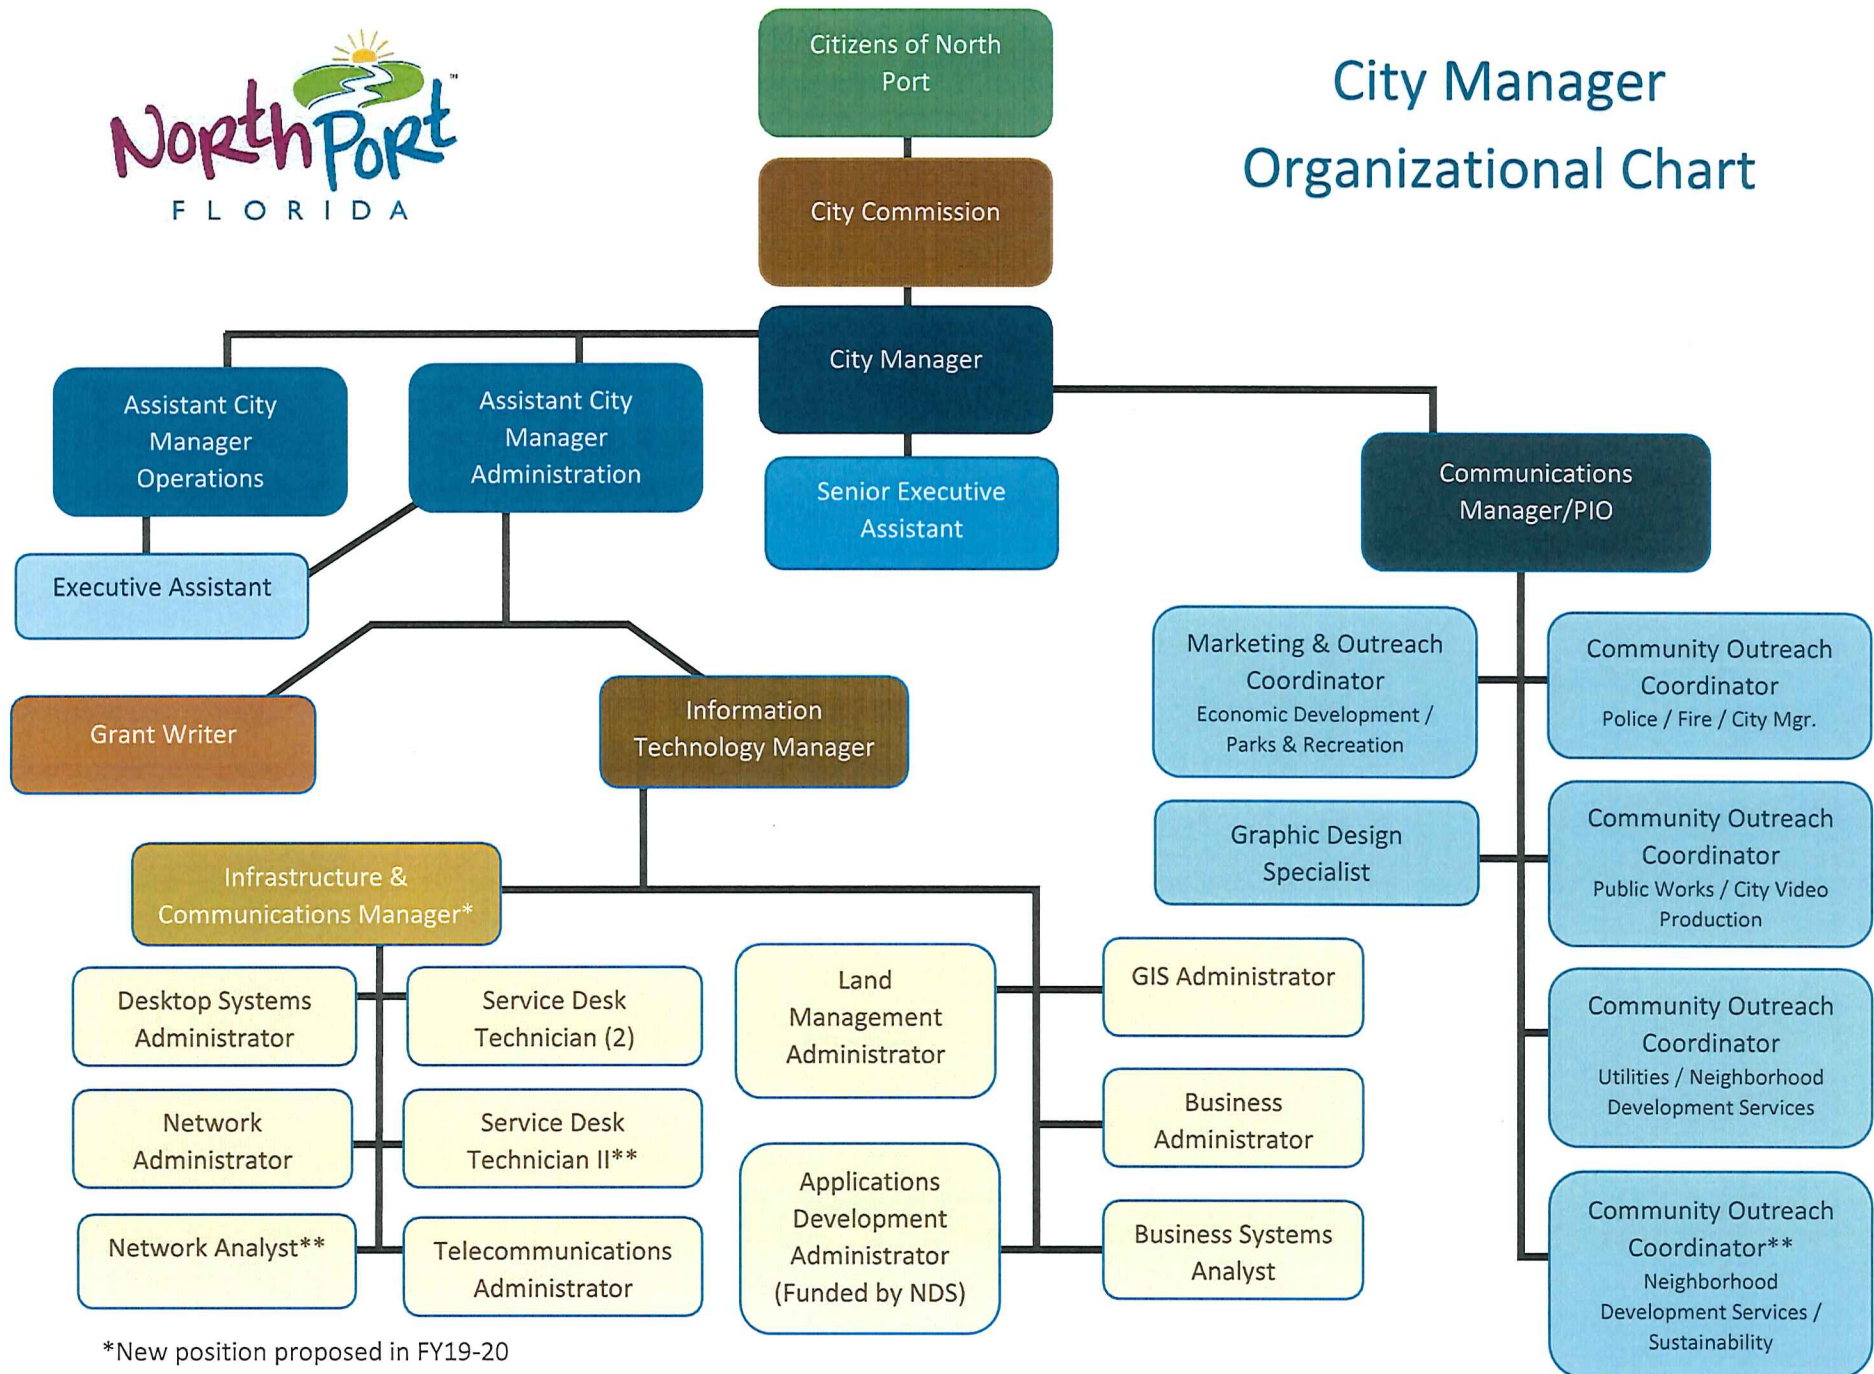 NORTH PORT™
FLORIDA
City Manager
Organizational Chart
Citizens of North
Port
City Commission
City Manager
Assistant City
Manager
Operations
Assistant City
Manager
Administration
Senior Executive
Assistant
Communications
Manager/PIO
Executive Assistant
Grant Writer
Information
Technology Manager
Marketing & Outreach
Coordinator
Economic Development /
Parks & Recreation
Community Outreach
Coordinator
Police / Fire / City Mgr.
Graphic Design
Specialist
Community Outreach
Coordinator
Public Works / City Video
Production
Infrastructure &
Communications Manager*
Desktop Systems
Administrator
Service Desk
Technician (2)
Land
Management
Administrator
GIS Administrator
Community Outreach
Coordinator
Utilities / Neighborhood
Development Services
Network
Administrator
Service Desk
Technician II**
Business
Administrator
Network Analyst**
Telecommunications
Administrator
Applications
Development
Administrator
(Funded by NDS)
Business Systems
Analyst
Community Outreach
Coordinator**
Neighborhood
Development Services /
Sustainability
*New position proposed in FY19-20